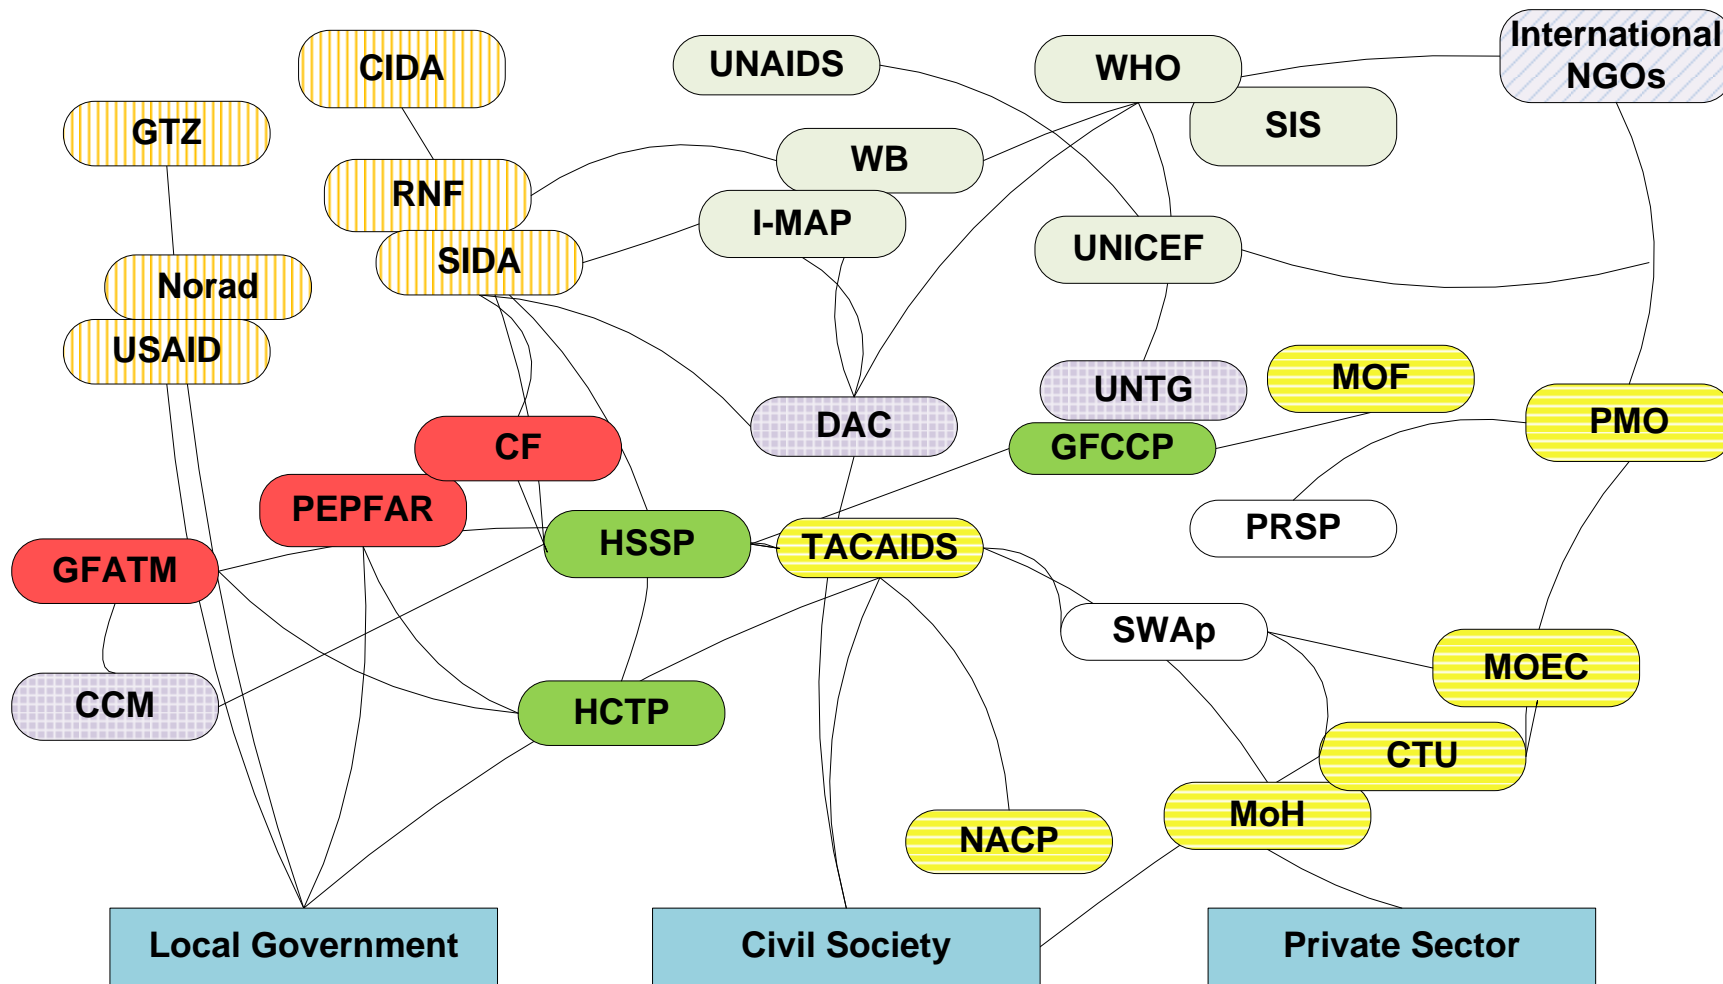 International
NGOs
CIDA
UNAIDS
WHO
GTZ
SIS
WB
RNF
I-MAP
UNICEF
SIDA
Norad
USAID
UNTG
MOF
DAC
PMO
CF
GFCCP
PEPFAR
PRSP
HSSP
TACAIDS
GFATM
SWAp
MOEC
CCM
HCTP
CTU
MoH
NACP
Local Government
Civil Society
Private Sector